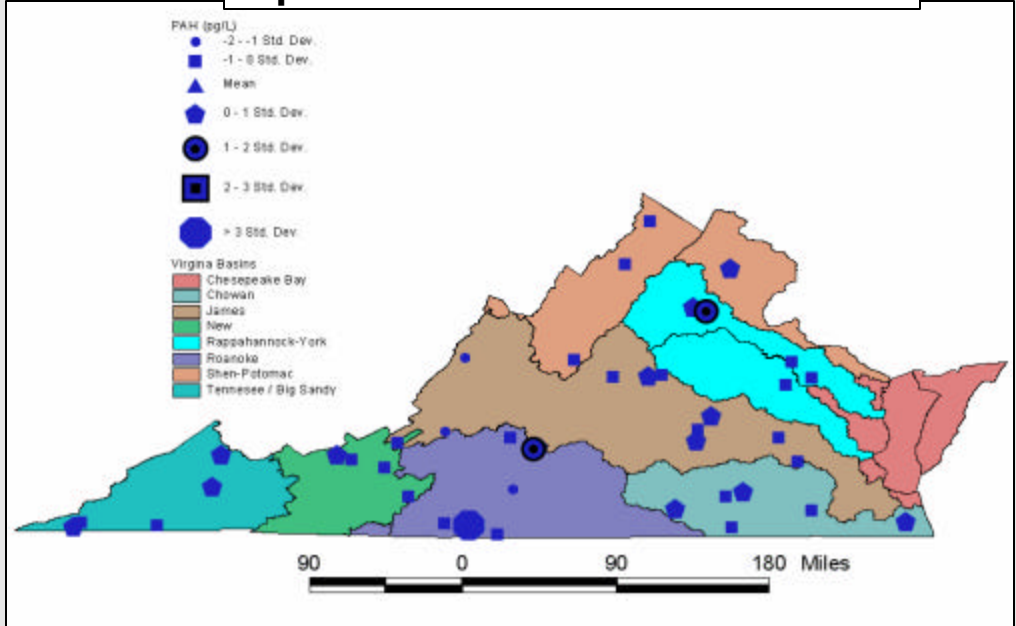 PAH (pg/L)
-2 - -1 Std. Dev.
-1 - 0 Std. Dev.
Mean
0 - 1 Std. Dev.
1 - 2 Std. Dev.
2 - 3 Std. Dev.
> 3 Std. Dev.
Virgina Basins
Chesepeake Bay
Chowan
James
New
Rappahannock-York
Roanoke
Shen-Potomac
Tennesee / Big Sandy
90 0 90 180 Miles